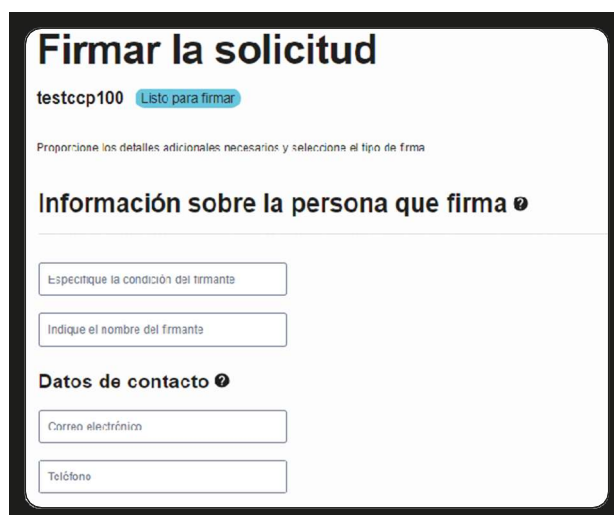 Firmar la solicitud
testccp100 Listo para firmar
Proporcione los detalles adicionales necesarios y seleccione el tipo de firma
Información sobre la persona que firma ?
Especifique la condición del firmante
Indique el nombre del firmante
Datos de contacto ?
Correo electrónico
Teléfono